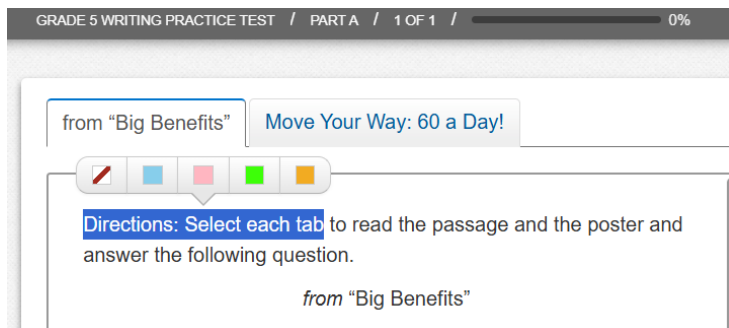 GRADE 5 WRITING PRACTICE TEST / PART A / 1 OF 1 / 0%
from “Big Benefits” Move Your Way: 60 a Day!
Directions: Select each tab to read the passage and the poster and
answer the following question.
from “Big Benefits”